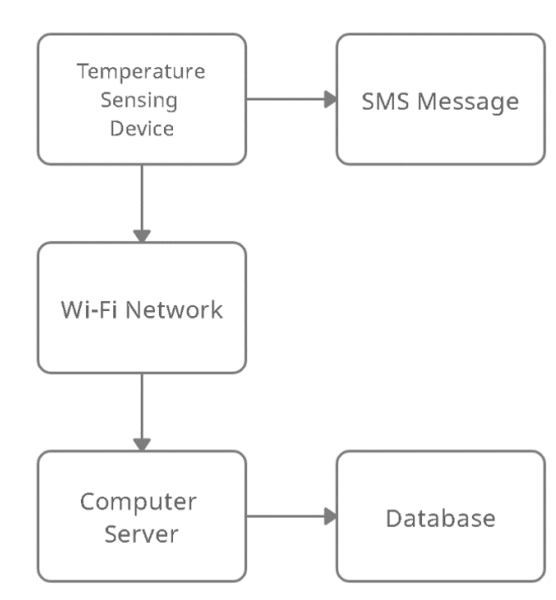 Temperature
Sensing
Device
SMS Message
Wi-Fi Network
Computer
Server
Database